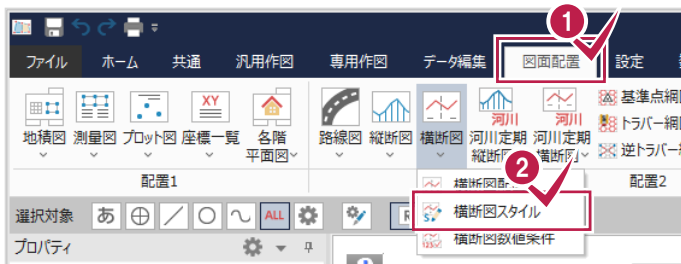 1
ファイル ホーム 共通 汎用作図 専用作図 データ編集 図面配置 設定
XY
河川 河川 基準点網図
地積図 測量図 プロット図 座標一覧 各階 路線図 縦断図 横断図 河川定期 河川定期 トラバー網
平面図 縦断図 横断図 逆トラバー
配置1 2 配置2
横断図配
選択対象 あ ALL R 横断図スタイル
プロパティ 横断図数値条件